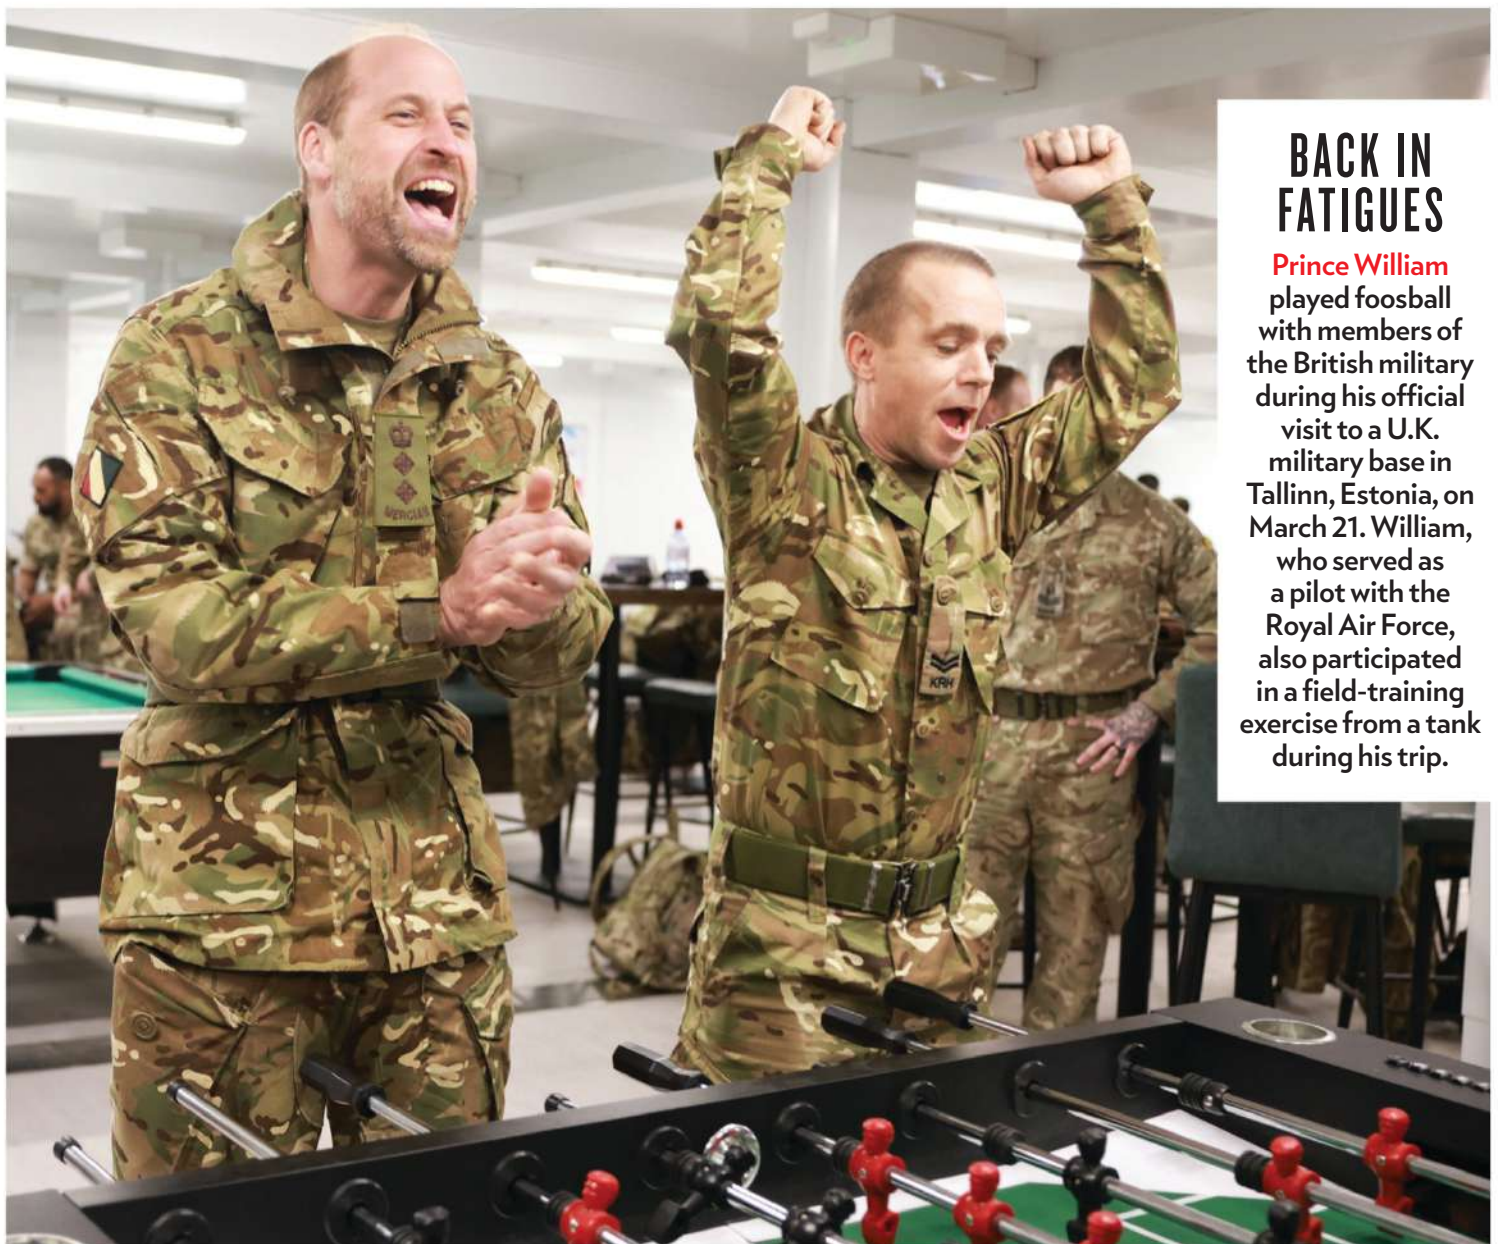 BACK IN
FATIGUES
Prince William
played foosball
with members of
the British military
during his official
visit to a U.K.
military base in
Tallinn, Estonia, on
March 21. William,
who served as
a pilot with the
Royal Air Force,
also participated
in a field-training
exercise from a tank
during his trip.
MERCIAN
KRH